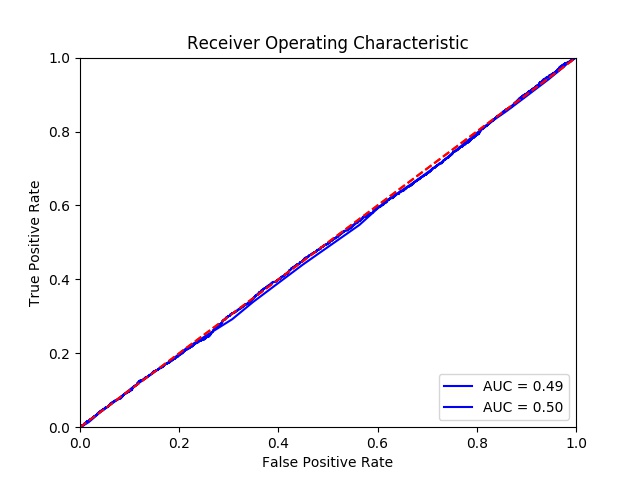 Receiver Operating Characteristic
True Positive Rate
1.0
0.8
0.6
0.4
0.2
0.0
AUC = 0.49
AUC = 0.50
0.0 0.2 0.4 0.6 0.8 1.0
False Positive Rate